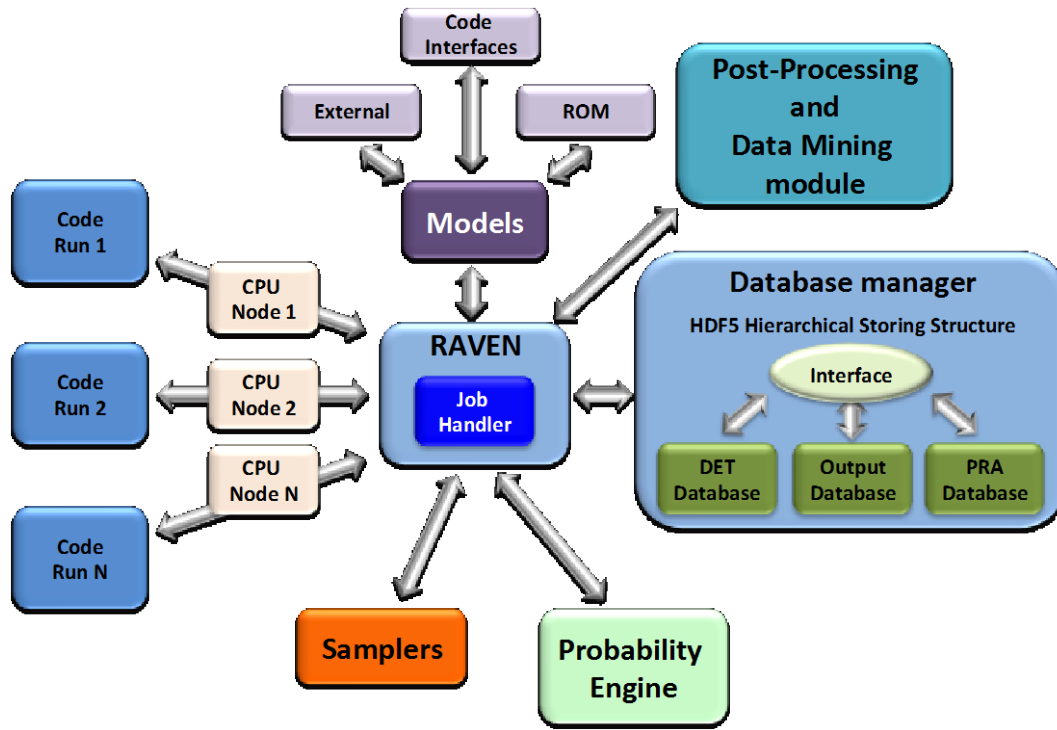 Code
Interfaces
External
ROM
Models
Post-Processing
and
Data Mining
module
Code
Run 1
CPU
Node 1
Code
Run 2
CPU
Node 2
Code
Run N
CPU
Node N
RAVEN
Job
Handler
Database manager
HDF5 Hierarchical Storing Structure
Interface
DET
Database
Output
Database
PRA
Database
Samplers
Probability
Engine